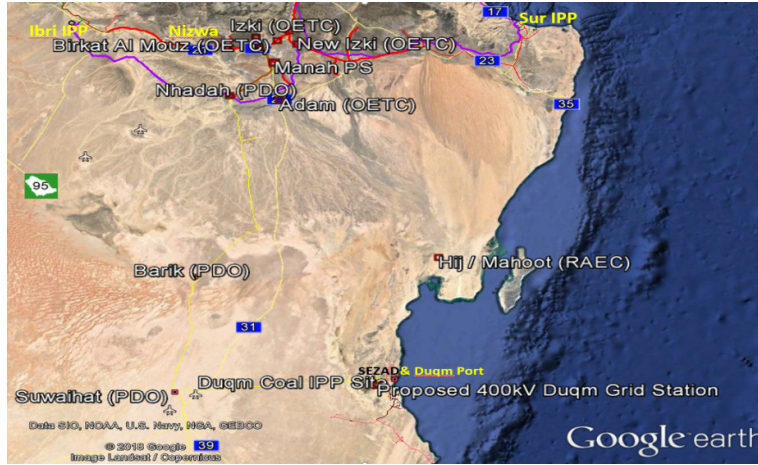 17
Sur IPP
Izki (OETC)
Ibri IPP
Nizwa
Birkat Al Mouz (OETC)
New Izki (OETC)
Manah PS
23
Nhadah (PDO)
Adam (OETC)
35
95
Hij / Mahoot (RAEC)
Barik (PDO)
31
SEZAD & Duqm Port
Duqm Coal IPP Site
Proposed 400kV Duqm Grid Station
Suwaihat (PDO)
Data SIO, NOAA, U.S. Navy, NGA, GEBCO
© 2018 Google
Image Landsat / Copernicus
39
Google earth